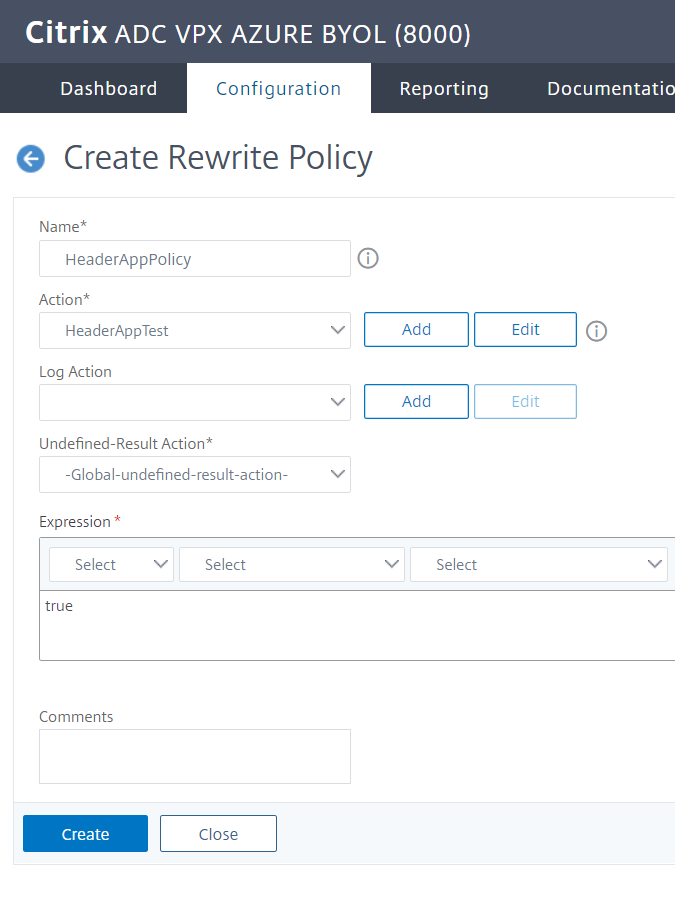 Citrix ADC VPX AZURE BYOL (8000)
Dashboard Configuration Reporting Documentatio
Create Rewrite Policy
Name*
HeaderAppPolicy
Action*
HeaderAppTest Add Edit
Log Action
Add Edit
Undefined-Result Action*
-Global-undefined-result-action-
Expression *
Select Select Select
true
Comments
Create Close